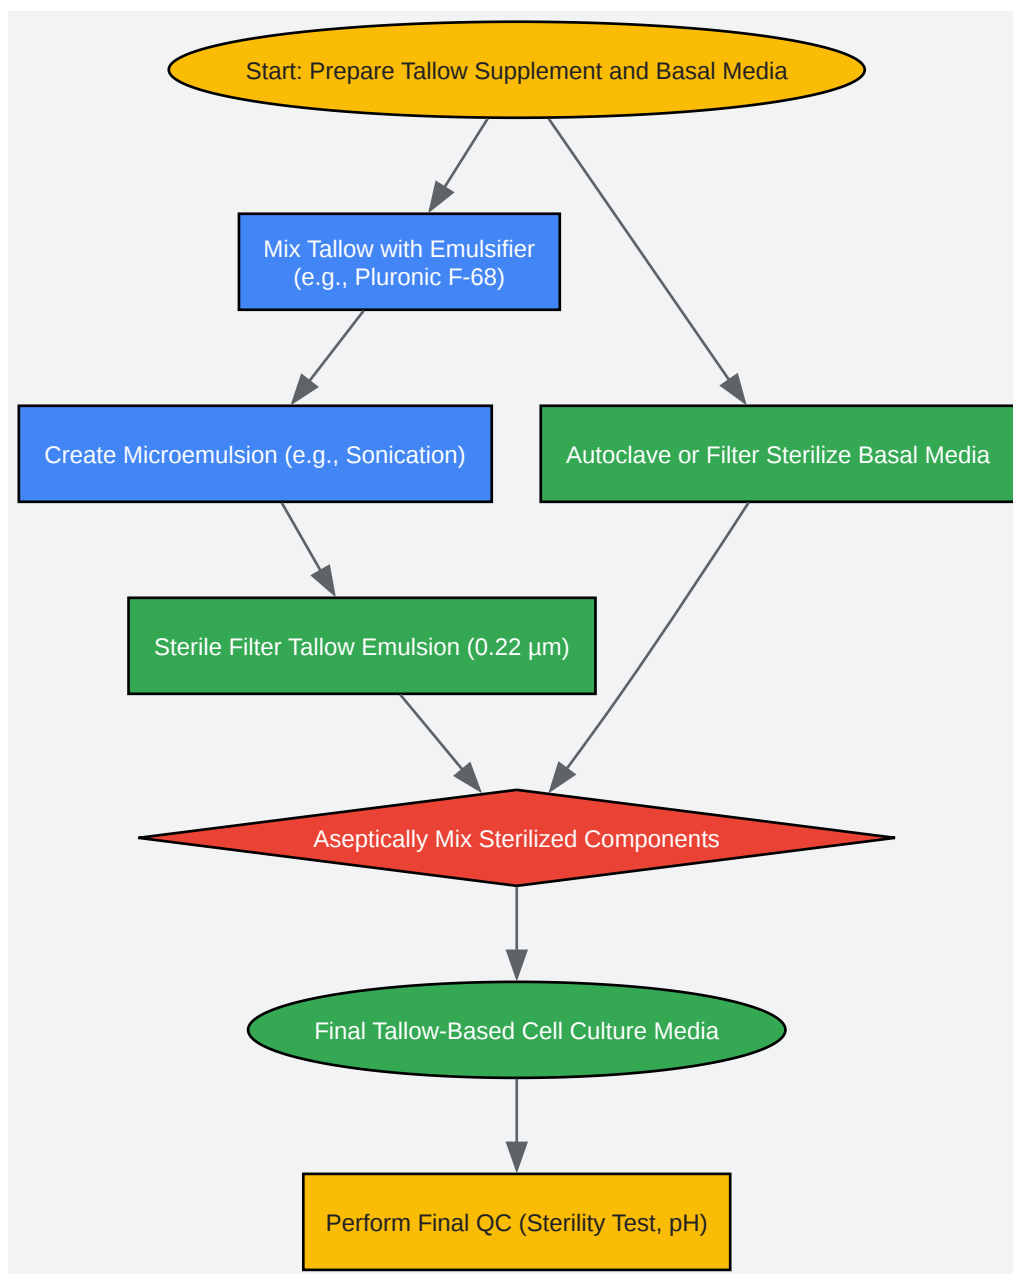 Start: Prepare Tallow Supplement and Basal Media
Mix Tallow with Emulsifier
(e.g., Pluronic F-68)
Create Microemulsion (e.g., Sonication)
Autoclave or Filter Sterilize Basal Media
Sterile Filter Tallow Emulsion (0.22 µm)
Aseptically Mix Sterilized Components
Final Tallow-Based Cell Culture Media
Perform Final QC (Sterility Test, pH)